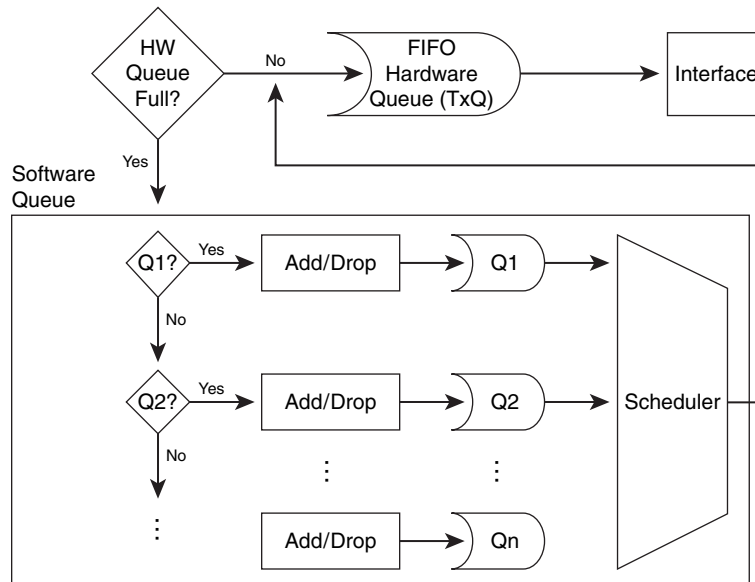 HW
Queue
Full?
No
FIFO
Hardware
Queue (TxQ)
Interface
Yes
Software
Queue
Q1?
Yes
Add/Drop
Q1
No
Q2?
Yes
Add/Drop
Q2
Scheduler
No
Add/Drop
Qn